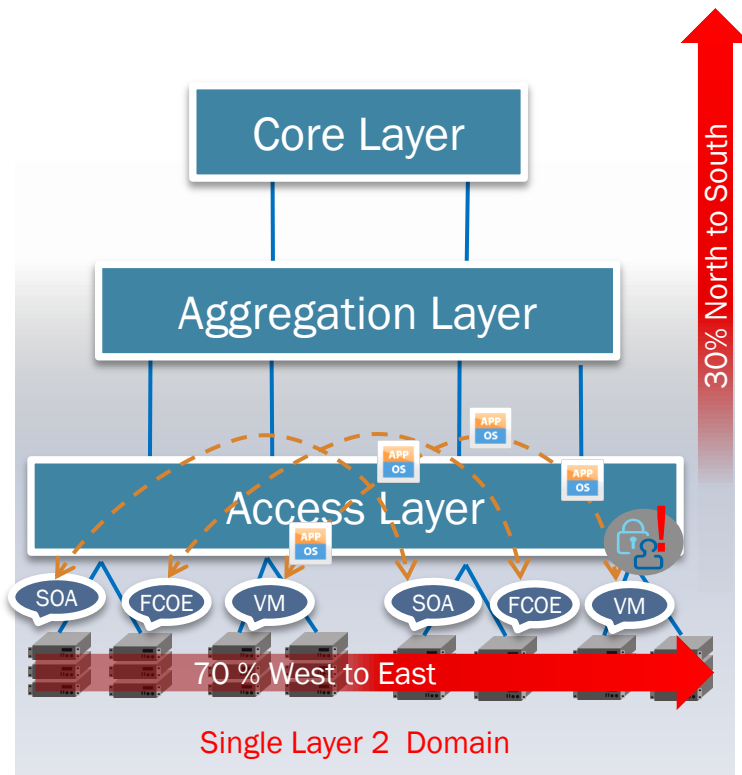 Core Layer
30% North to South
Aggregation Layer
APP
OS
APP
OS
APP
OS
Access Layer
APP
OS
!
SOA
FCOE
VM
SOA
FCOE
VM
70 % West to East
Single Layer 2 Domain